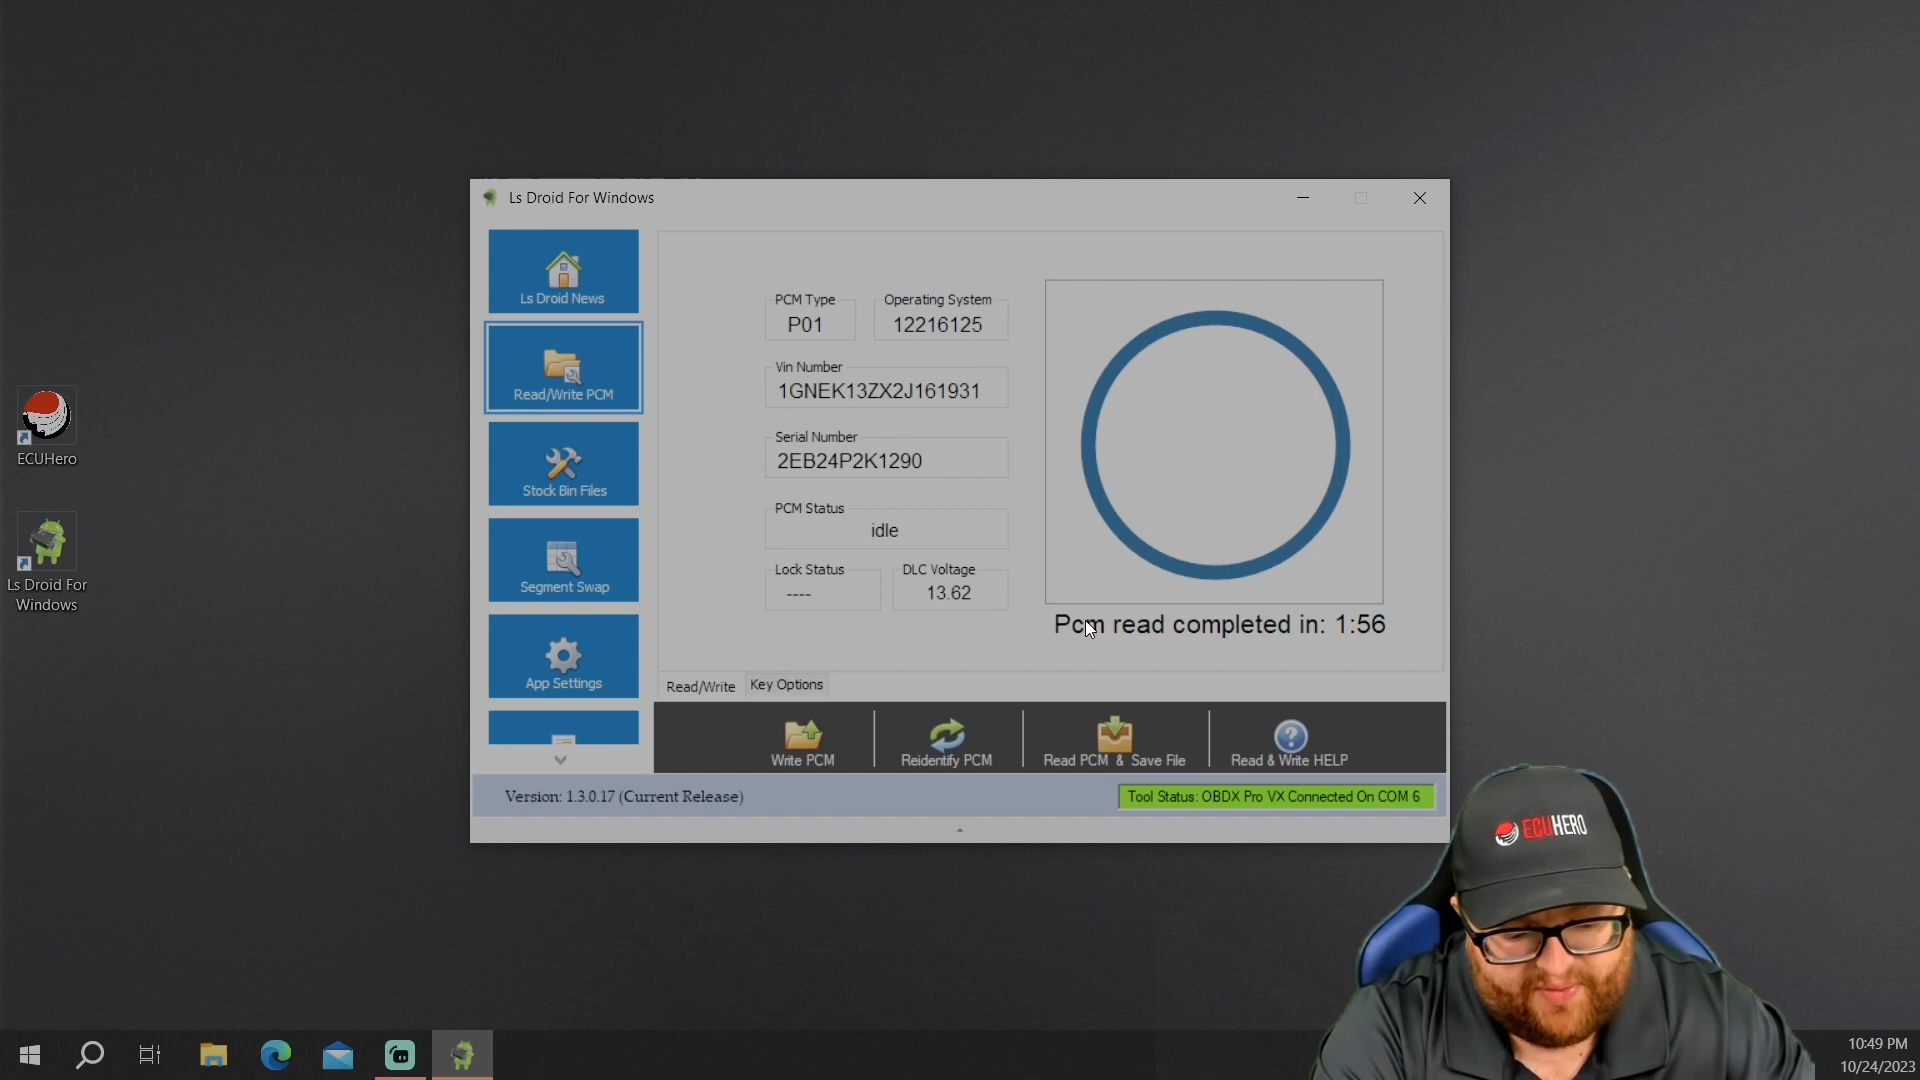 Ls Droid For Windows
Ls Droid News
Read/Write PCM
Stock Bin Files
Segment Swap
App Settings
PCM Type
P01
Operating System
12216125
Vin Number
1GNEK13ZX2J161931
Serial Number
2EB24P2K1290
PCM Status
idle
Lock Status
----
DLC Voltage
13.62
Pcm read completed in: 1:56
Read/Write
Key Options
Write PCM
Reidentify PCM
Read PCM & Save File
Read & Write HELP
Version: 1.3.0.17 (Current Release)
Tool Status: OBDX Pro VX Connected On COM 6
ECUHero
Ls Droid For
Windows
ECUHERO
10:49 PM
10/24/2023